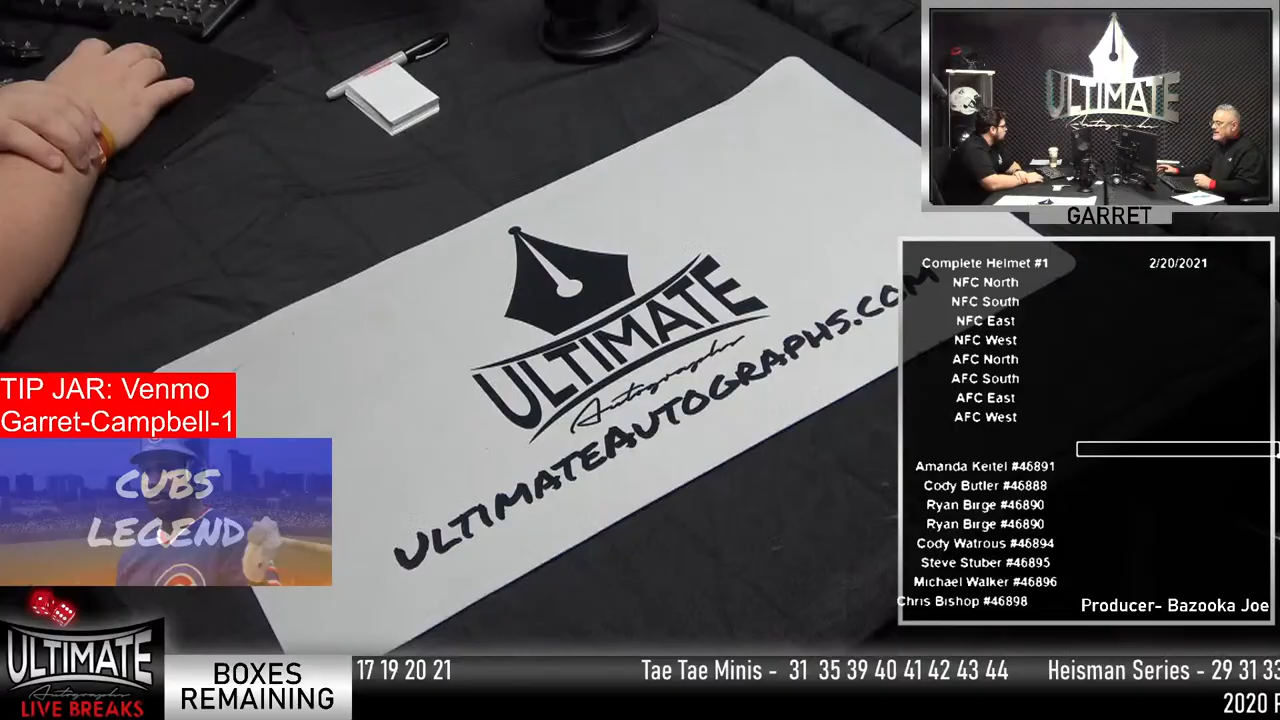 ULTIMATE
Autographs
GARRET
ULTIMATE
Autographs
ULTIMATEAUTOGRAPHS.COM
Complete Helmet #1 2/20/2021
NFC North
NFC South
NFC East
NFC West
AFC North
AFC South
AFC East
AFC West
Amanda Keitel #46891
Cody Butler #46888
Ryan Birge #46890
Ryan Birge #46890
Cody Watrous #46894
Steve Stuber #46895
Michael Walker #46896
Chris Bishop #46898
Producer- Bazooka Joe
TIP JAR: Venmo
Garret-Campbell-1
CUBS
LEGEND
ULTIMATE
Autographs
LIVE BREAKS
BOXES
REMAINING
17 19 20 21 Tae Tae Minis - 31 35 39 40 41 42 43 44 Heisman Series - 29 31 33
2020